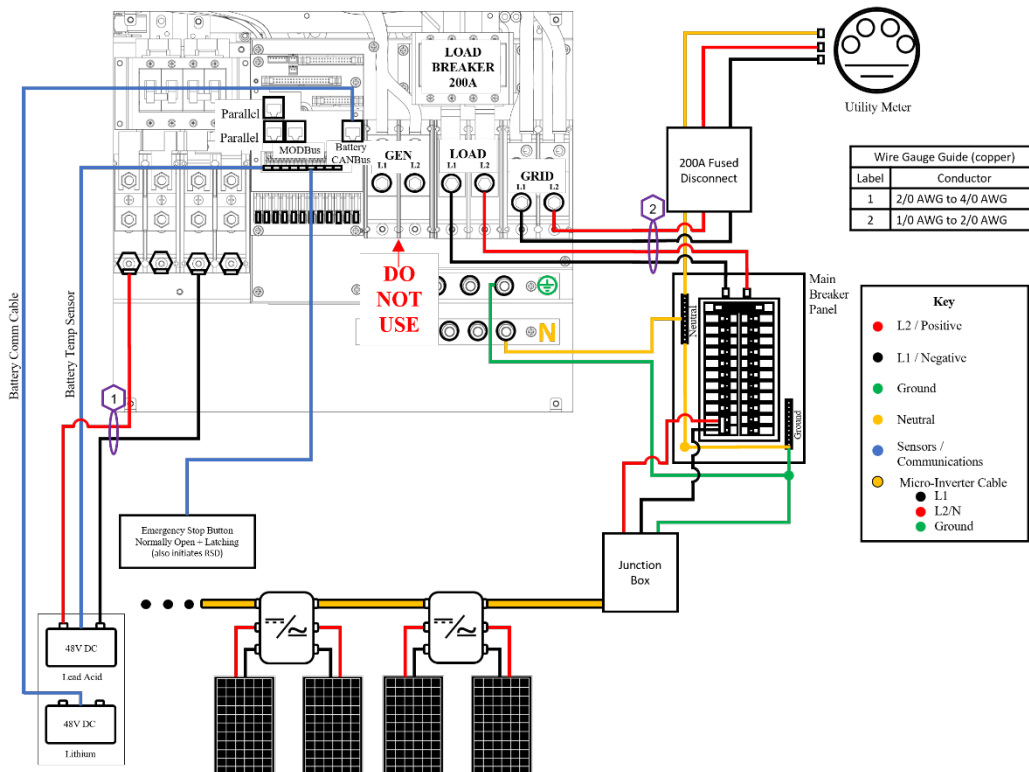 LOAD
BREAKER
200A
Parallel
Parallel
MODBus
Battery
CANBus
GEN
L1
L2
LOAD
L1
L2
GRID
L1
L2
DO
NOT
USE
N
Utility Meter
200A Fused
Disconnect
2
Wire Gauge Guide (copper)
Label Conductor
1 2/0 AWG to 4/0 AWG
2 1/0 AWG to 2/0 AWG
Main
Breaker
Panel
Neutral
Ground
Key
L2 / Positive
L1 / Negative
Ground
Neutral
Sensors /
Communications
Micro-Inverter Cable
L1
L2/N
Ground
Battery Comm Cable
Battery Temp Sensor
1
Emergency Stop Button
Normally Open + Latching
(also initiates RSD)
Junction
Box
48V DC
Lead Acid
48V DC
Lithium